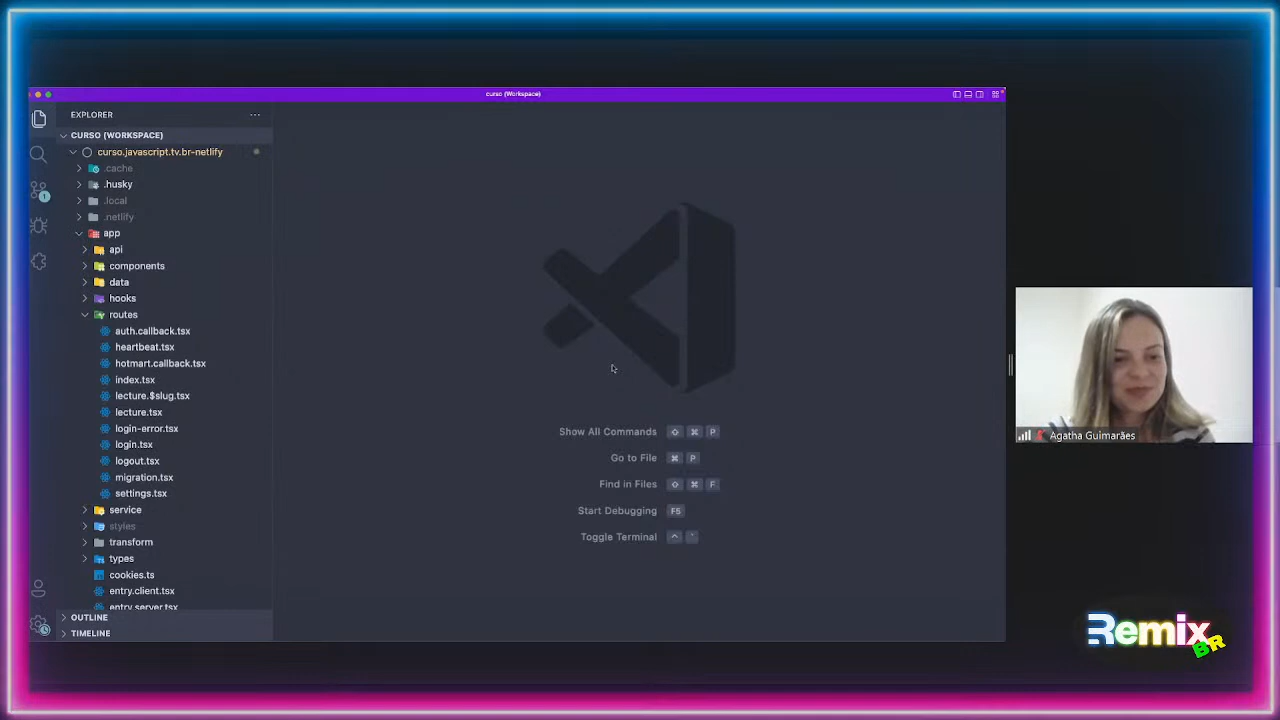 curso (Workspace)
EXPLORER
CURSO (WORKSPACE)
curso.javascript.tv.br-netlify
.cache
.husky
.local
.netlify
app
api
components
data
hooks
routes
auth.callback.tsx
heartbeat.tsx
hotmart.callback.tsx
index.tsx
lecture.$slug.tsx
lecture.tsx
login-error.tsx
login.tsx
logout.tsx
migration.tsx
settings.tsx
service
styles
transform
types
cookies.ts
entry.client.tsx
entry.server.tsx
OUTLINE
TIMELINE
1
Show All Commands ⇧ ⌘ P
Go to File ⌘ P
Find in Files ⇧ ⌘ F
Start Debugging F5
Toggle Terminal ^ `
Agatha Guimarães
Remix
BR